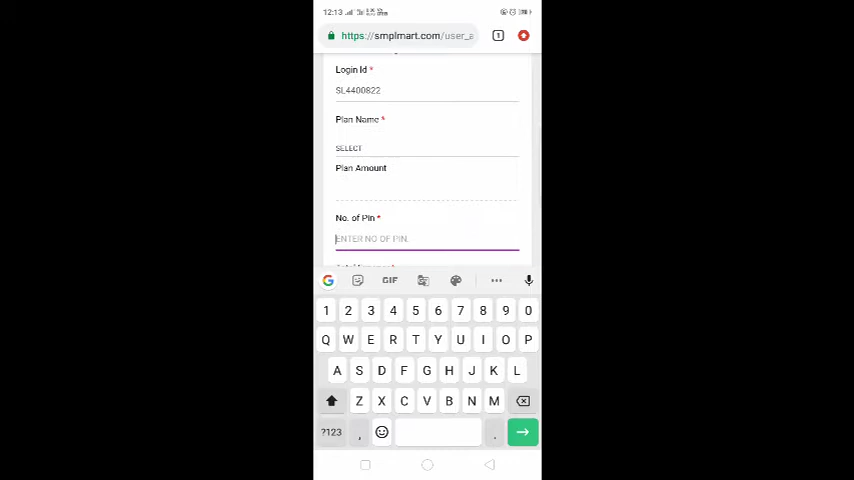 12:13
https://smplmart.com/user_a
1
Login Id *
SL4400822
Plan Name *
SELECT
Plan Amount
No. of Pin *
ENTER NO OF PIN.
G GIF
1 2 3 4 5 6 7 8 9 0
Q W E R T Y U I O P
A S D F G H J K L
Z X C V B N M
?123 , .